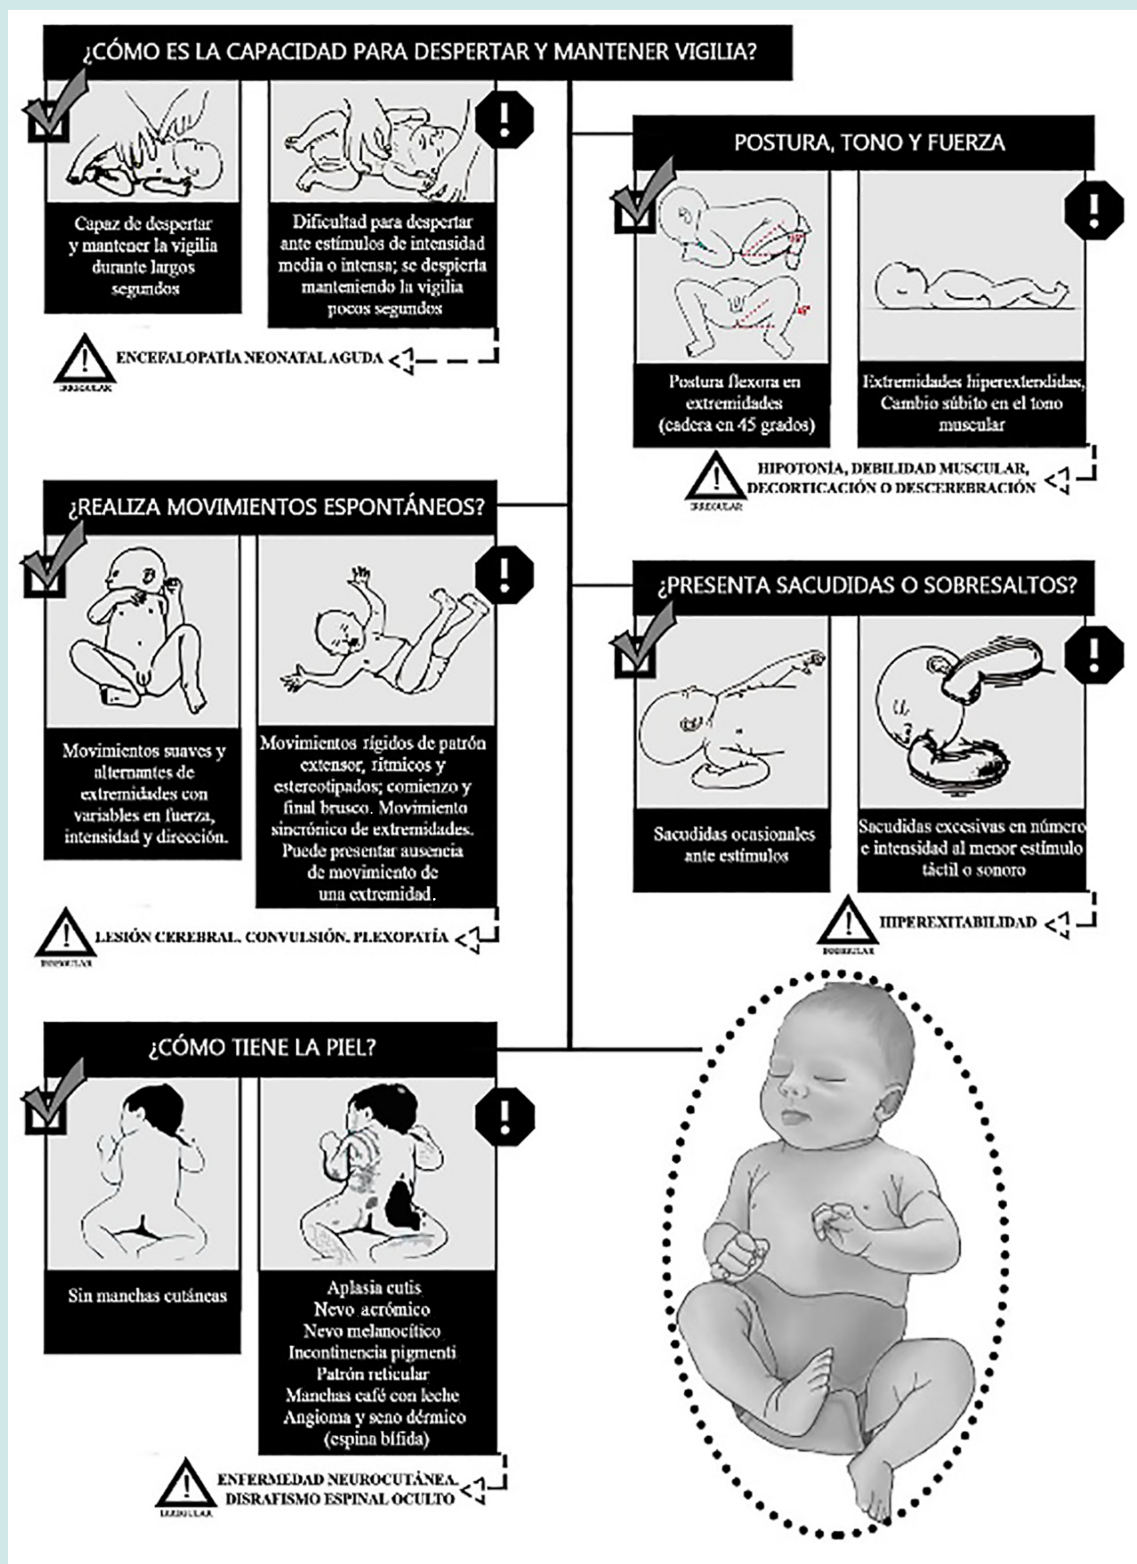 ¿CÓMO ES LA CAPACIDAD PARA DESPERTAR Y MANTENER VIGILIA?
Capaz de despertar
y mantener la vigilia
durante largos
segundos
Dificultad para despertar
ante estímulos de intensidad
media o intensa; se despierta
manteniendo la vigilia
pocos segundos
IRREGULAR
ENCEFALOPATÍA NEONATAL AGUDA
POSTURA, TONO Y FUERZA
Postura flexora en
extremidades
(cadera en 45 grados)
Extremidades hiperextendidas,
Cambio súbito en el tono
muscular
IRREGULAR
HIPOTONÍA, DEBILIDAD MUSCULAR,
DECORTICACIÓN O DESCEREBRACIÓN
¿REALIZA MOVIMIENTOS ESPONTÁNEOS?
Movimientos suaves y
alternantes de
extremidades con
variables en fuerza,
intensidad y dirección.
Movimientos rígidos de patrón
extensor, rítmicos y
estereotipados; comienzo y
final brusco. Movimiento
sincrónico de extremidades.
Puede presentar ausencia
de movimiento de
una extremidad.
IRREGULAR
LESIÓN CEREBRAL. CONVULSIÓN. PLEXOPATÍA
¿PRESENTA SACUDIDAS O SOBRESALTOS?
Sacudidas ocasionales
ante estímulos
Sacudidas excesivas en número
e intensidad al menor estímulo
táctil o sonoro
IRREGULAR
HIPEREXITABILIDAD
¿CÓMO TIENE LA PIEL?
Sin manchas cutáneas
Aplasia cutis
Nevo acrómico
Nevo melanocítico
Incontinencia pigmenti
Patrón reticular
Manchas café con leche
Angioma y seno dérmico
(espina bífida)
IRREGULAR
ENFERMEDAD NEUROCUTÁNEA.
DISRAFISMO ESPINAL OCULTO